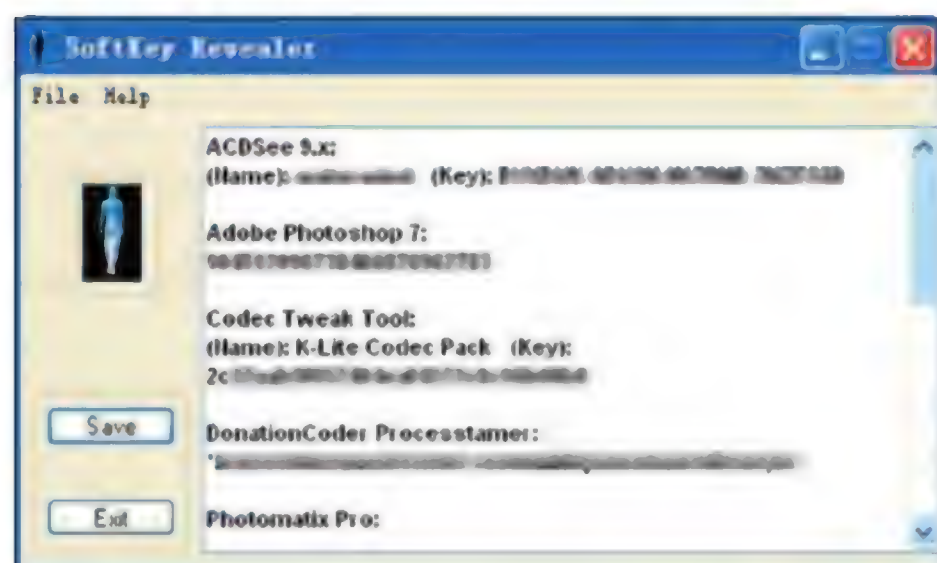 SoftKey Revealer
File Help
ACDSee 9.x:
(Name): (Key):
Adobe Photoshop 7:
Codec Tweak Tool:
(Name): K-Lite Codec Pack (Key):
2c
Save
DonationCoder Processtamer:
Exit
Photomatix Pro: